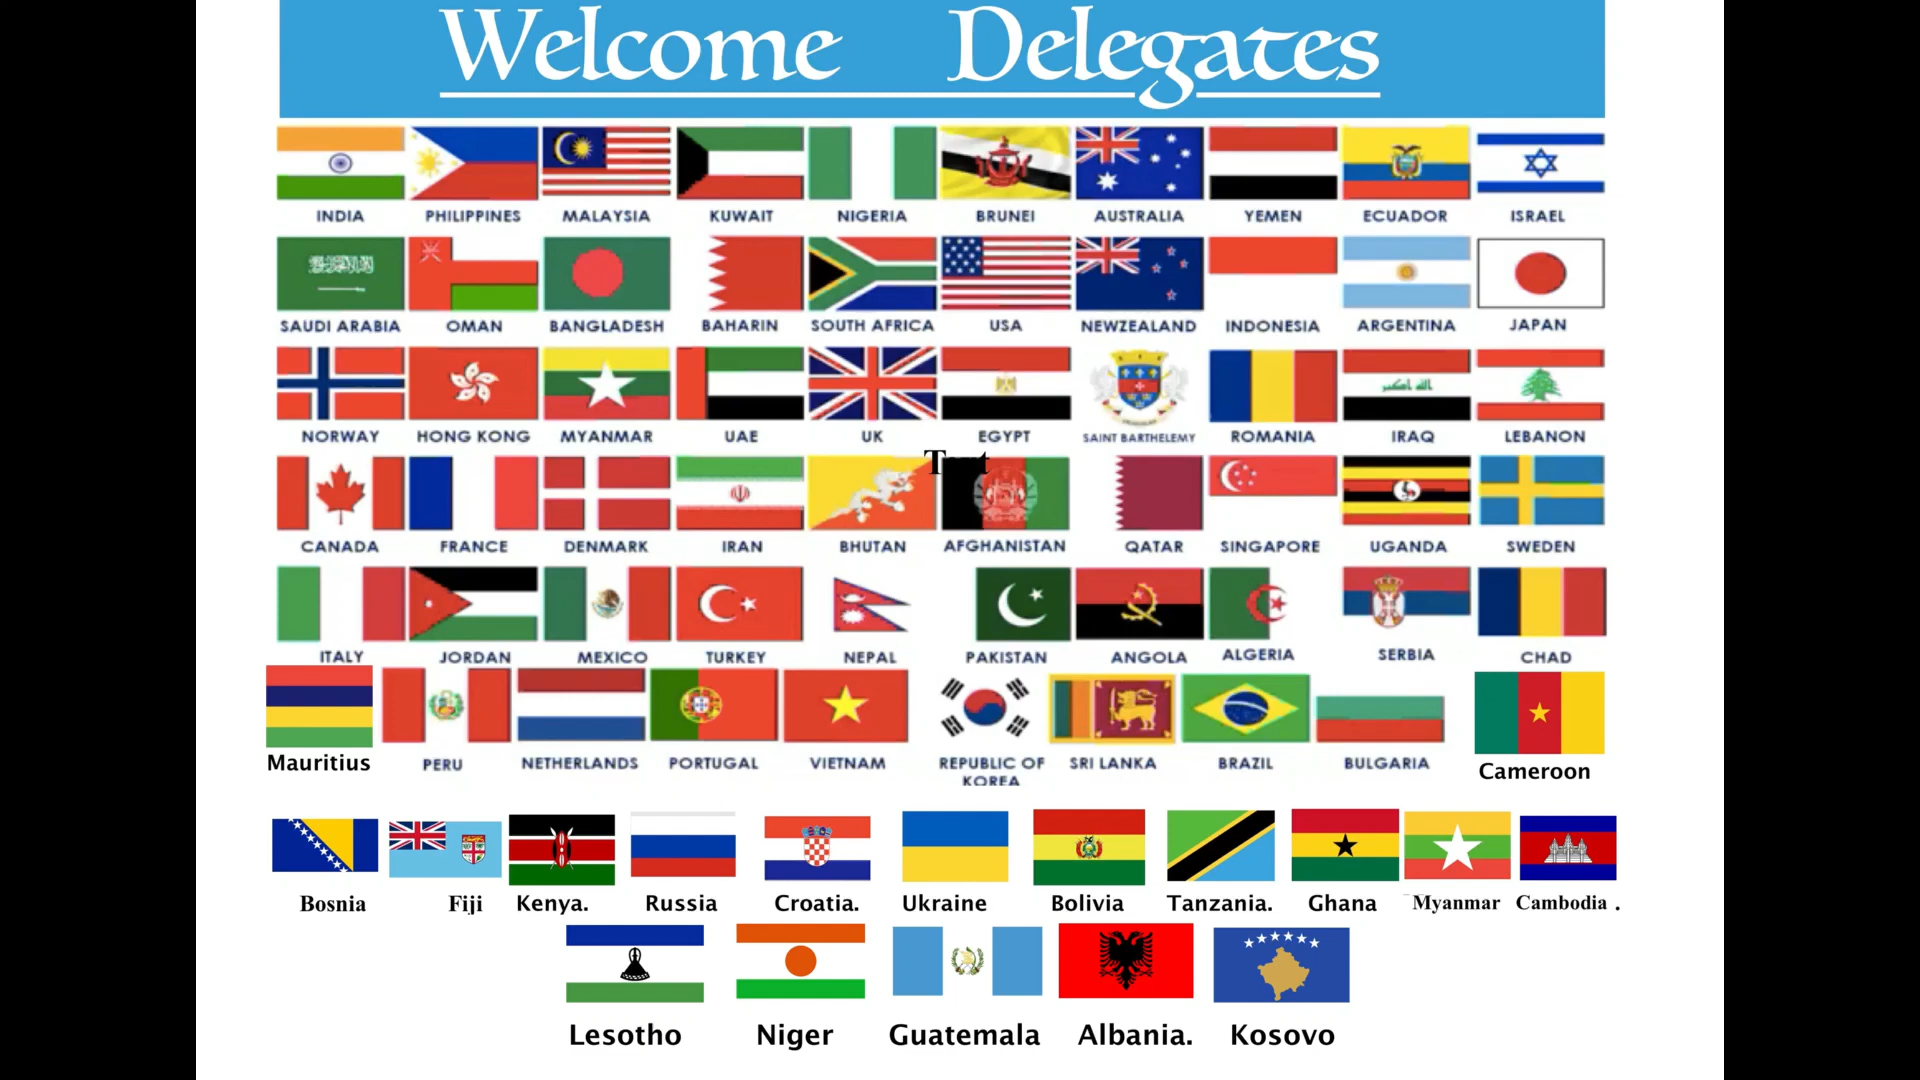 Welcome Delegates
INDIA PHILIPPINES MALAYSIA KUWAIT NIGERIA BRUNEI AUSTRALIA YEMEN ECUADOR ISRAEL
SAUDI ARABIA OMAN BANGLADESH BAHARIN SOUTH AFRICA USA NEWZEALAND INDONESIA ARGENTINA JAPAN
NORWAY HONG KONG MYANMAR UAE UK EGYPT SAINT BARTHELEMY ROMANIA IRAQ LEBANON
CANADA FRANCE DENMARK IRAN BHUTAN AFGHANISTAN QATAR SINGAPORE UGANDA SWEDEN
ITALY JORDAN MEXICO TURKEY NEPAL PAKISTAN ANGOLA ALGERIA SERBIA CHAD
Mauritius PERU NETHERLANDS PORTUGAL VIETNAM REPUBLIC OF SRI LANKA BRAZIL BULGARIA Cameroon
KOREA
Bosnia Fiji Kenya. Russia Croatia. Ukraine Bolivia Tanzania. Ghana Myanmar Cambodia .
Lesotho Niger Guatemala Albania. Kosovo